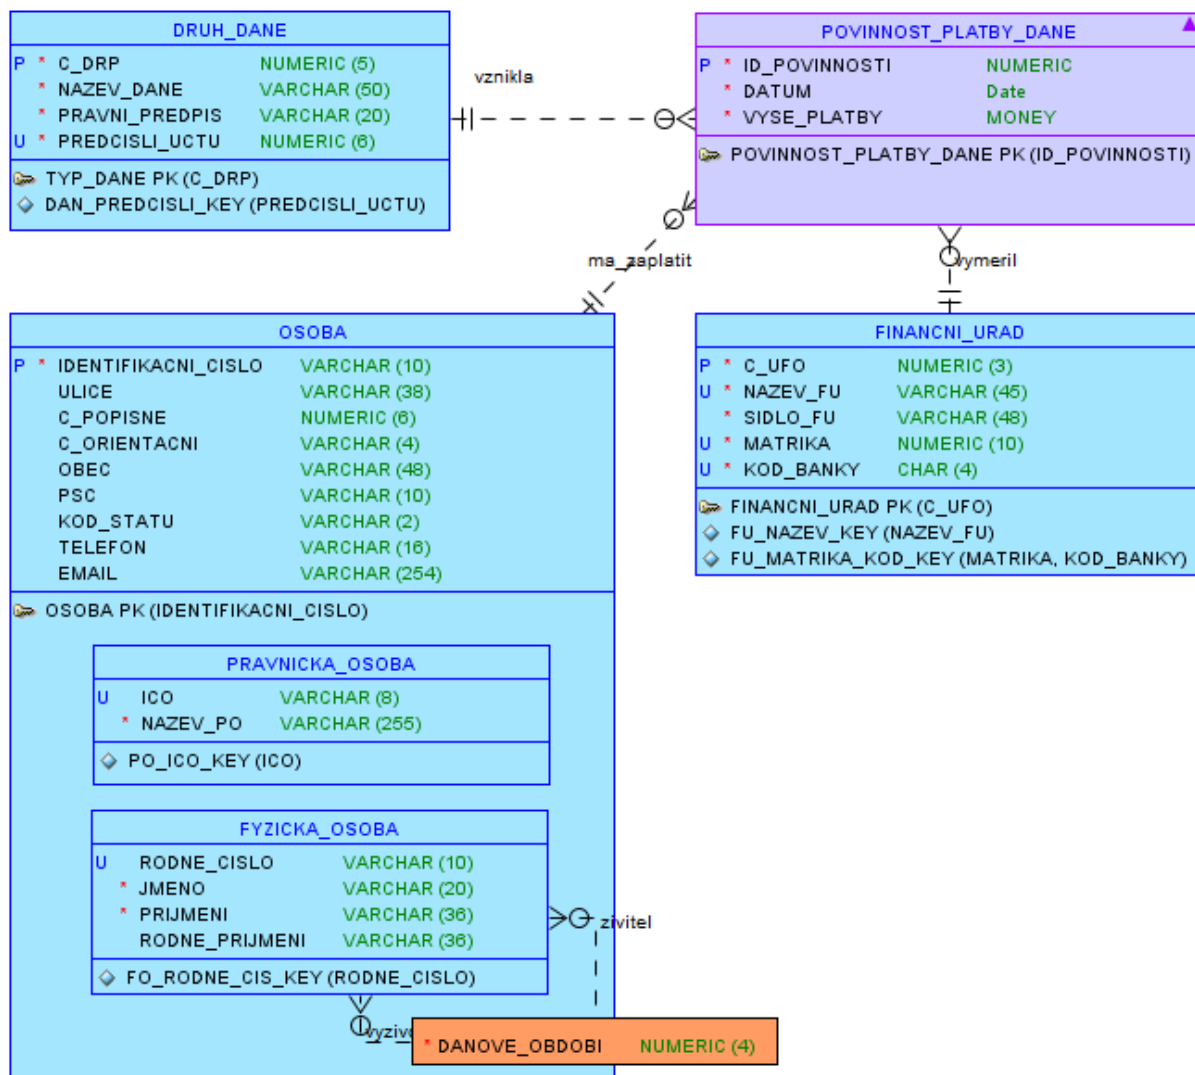 DRUH_DANE
P * C_DRP NUMERIC (5)
* NAZEV_DANE VARCHAR (50)
* PRAVNI_PREDPIS VARCHAR (20)
U * PREDCISLI_UCTU NUMERIC (6)
TYP_DANE PK (C_DRP)
DAN_PREDCISLI_KEY (PREDCISLI_UCTU)
vznikla
POVINNOST_PLATBY_DANE
P * ID_POVINNOSTI NUMERIC
* DATUM Date
* VYSE_PLATBY MONEY
POVINNOST_PLATBY_DANE PK (ID_POVINNOSTI)
ma_zaplatit
vymeril
OSOBA
P * IDENTIFIKACNI_CISLO VARCHAR (10)
ULICE VARCHAR (38)
C_POPISNE NUMERIC (6)
C_ORIENTACNI VARCHAR (4)
OBEC VARCHAR (48)
PSC VARCHAR (10)
KOD_STATU VARCHAR (2)
TELEFON VARCHAR (16)
EMAIL VARCHAR (254)
OSOBA PK (IDENTIFIKACNI_CISLO)
FINANCNI_URAD
P * C_UFO NUMERIC (3)
U * NAZEV_FU VARCHAR (45)
* SIDLO_FU VARCHAR (48)
U * MATRIKA NUMERIC (10)
U * KOD_BANKY CHAR (4)
FINANCNI_URAD PK (C_UFO)
FU_NAZEV_KEY (NAZEV_FU)
FU_MATRIKA_KOD_KEY (MATRIKA, KOD_BANKY)
PRAVNICKA_OSOBA
U ICO VARCHAR (8)
* NAZEV_PO VARCHAR (255)
PO_ICO_KEY (ICO)
FYZICKA_OSOBA
U RODNE_CISLO VARCHAR (10)
* JMENO VARCHAR (20)
* PRIJMENI VARCHAR (36)
RODNE_PRIJMENI VARCHAR (36)
FO_RODNE_CIS_KEY (RODNE_CISLO)
zivitel
* DANOVE_OBDOBI NUMERIC (4)